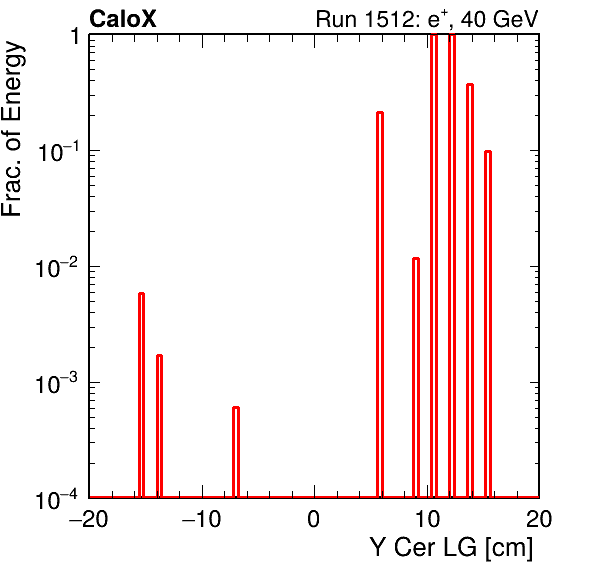 CaloX Run 1512: e⁺, 40 GeV
Frac. of Energy
1
10⁻¹
10⁻²
10⁻³
10⁻⁴
−20 −10 0 10 20
Y Cer LG [cm]